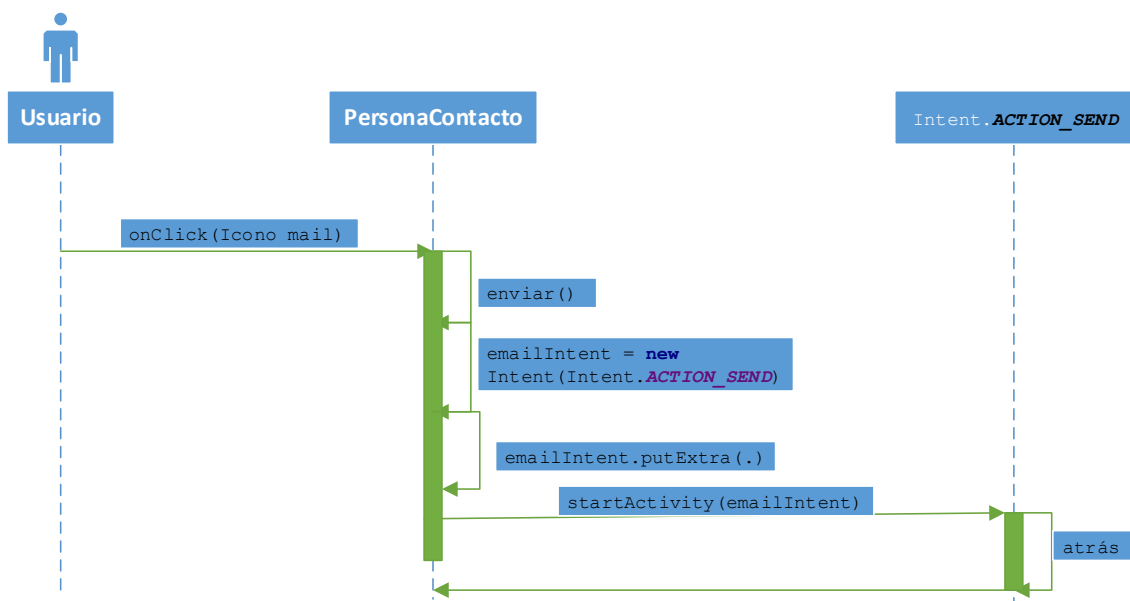 Usuario
PersonaContacto
Intent.ACTION_SEND
onClick(Icono mail)
enviar()
emailIntent = new
Intent(Intent.ACTION_SEND)
emailIntent.putExtra(.)
startActivity(emailIntent)
atrás